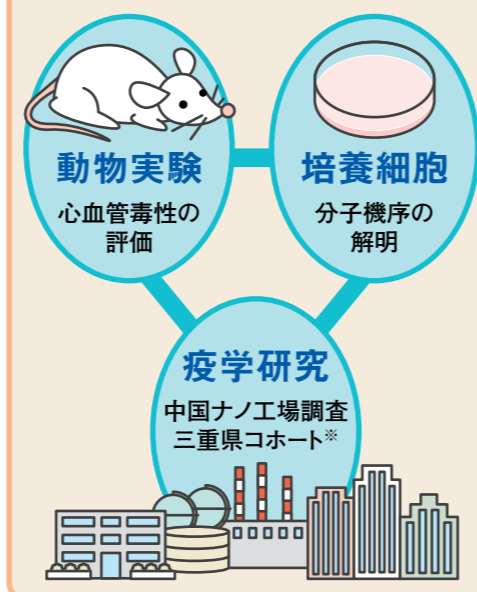 動物実験
心血管毒性の
評価
培養細胞
分子機序の
解明
疫学研究
中国ナノ工場調査
三重県コホート※